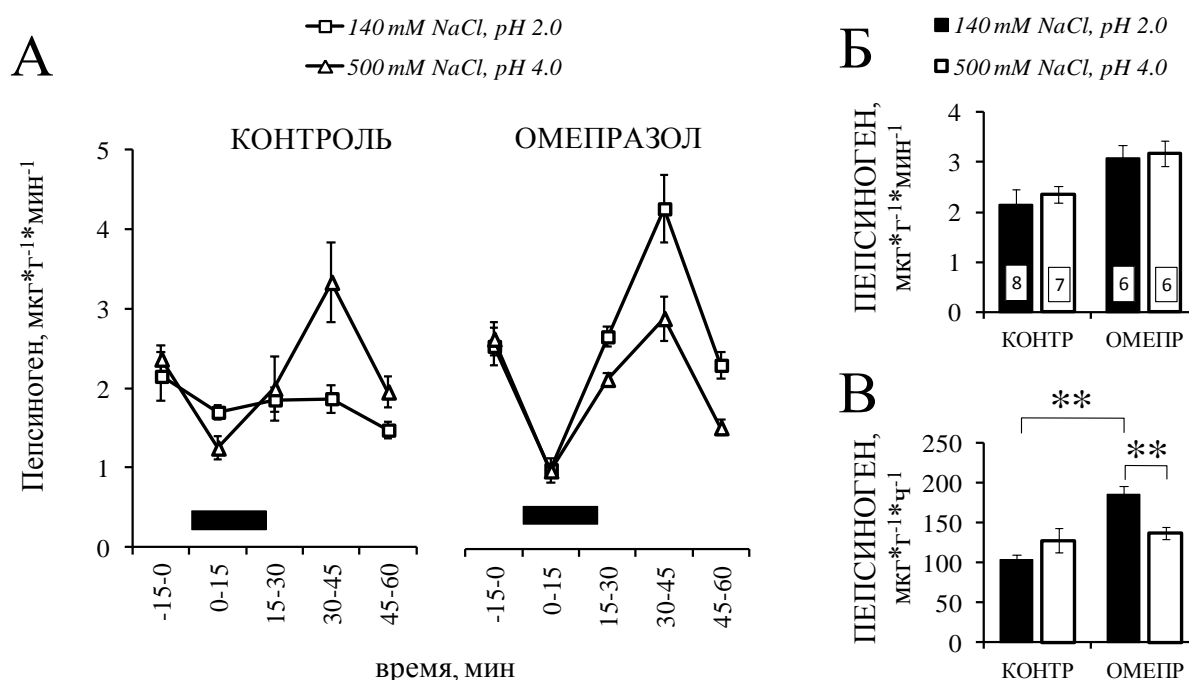 А
140 mM NaCl, pH 2.0
500 mM NaCl, pH 4.0
КОНТРОЛЬ
ОМЕПРАЗОЛ
Пепсиноген, мкг*г-1*мин-1
5
4
3
2
1
0
-15-0
0-15
15-30
30-45
45-60
-15-0
0-15
15-30
30-45
45-60
время, мин
Б
140 mM NaCl, pH 2.0
500 mM NaCl, pH 4.0
ПЕПСИНОГЕН,
мкг*г-1*мин-1
4
3
2
1
0
8
7
6
6
КОНТР
ОМЕПР
В
ПЕПСИНОГЕН,
мкг*г-1*ч-1
250
200
150
100
50
0
**
**
КОНТР
ОМЕПР